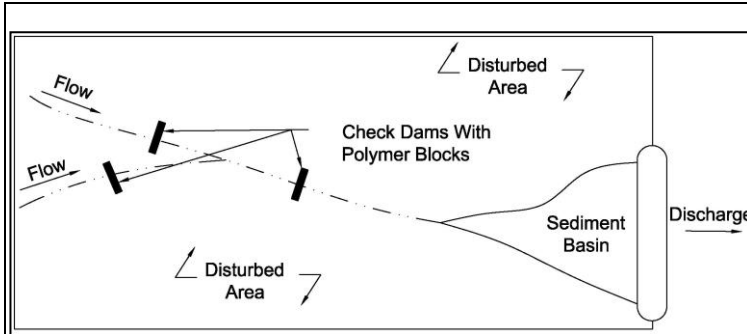 Flow
Disturbed
Area
Check Dams With
Polymer Blocks
Flow
Sediment
Basin
Discharge
Disturbed
Area